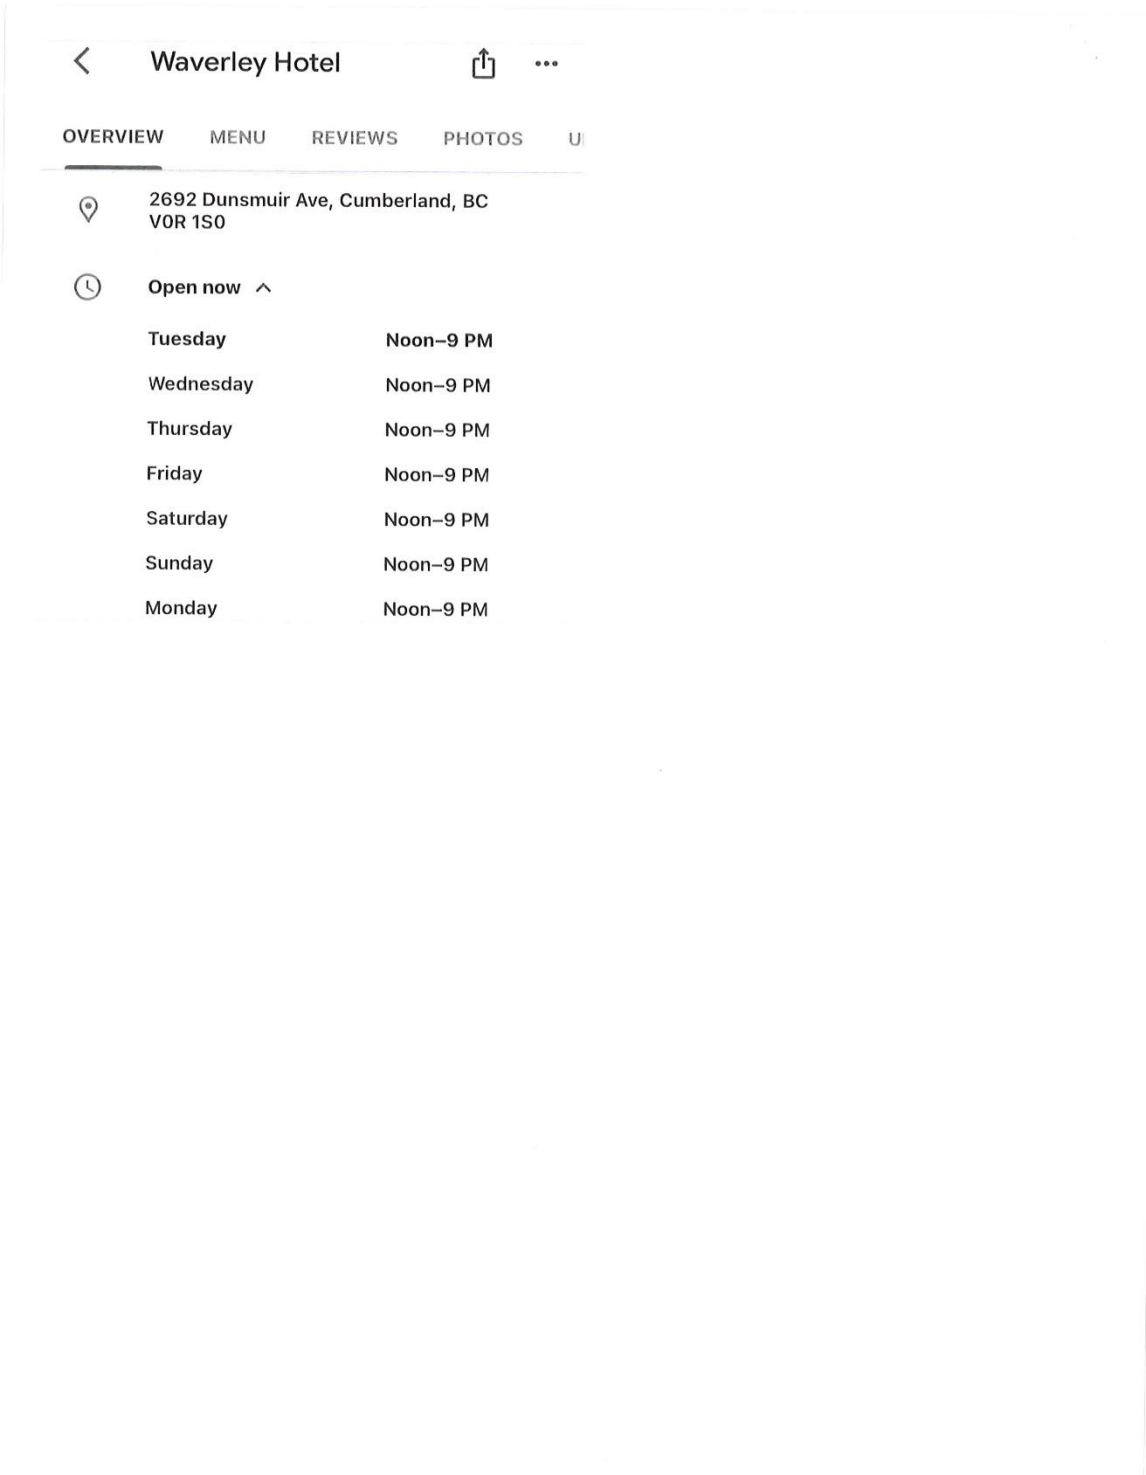 Waverley Hotel
OVERVIEW MENU REVIEWS PHOTOS
2692 Dunsmuir Ave, Cumberland, BC
V0R 1S0
Open now
Tuesday Noon–9 PM
Wednesday Noon–9 PM
Thursday Noon–9 PM
Friday Noon–9 PM
Saturday Noon–9 PM
Sunday Noon–9 PM
Monday Noon–9 PM